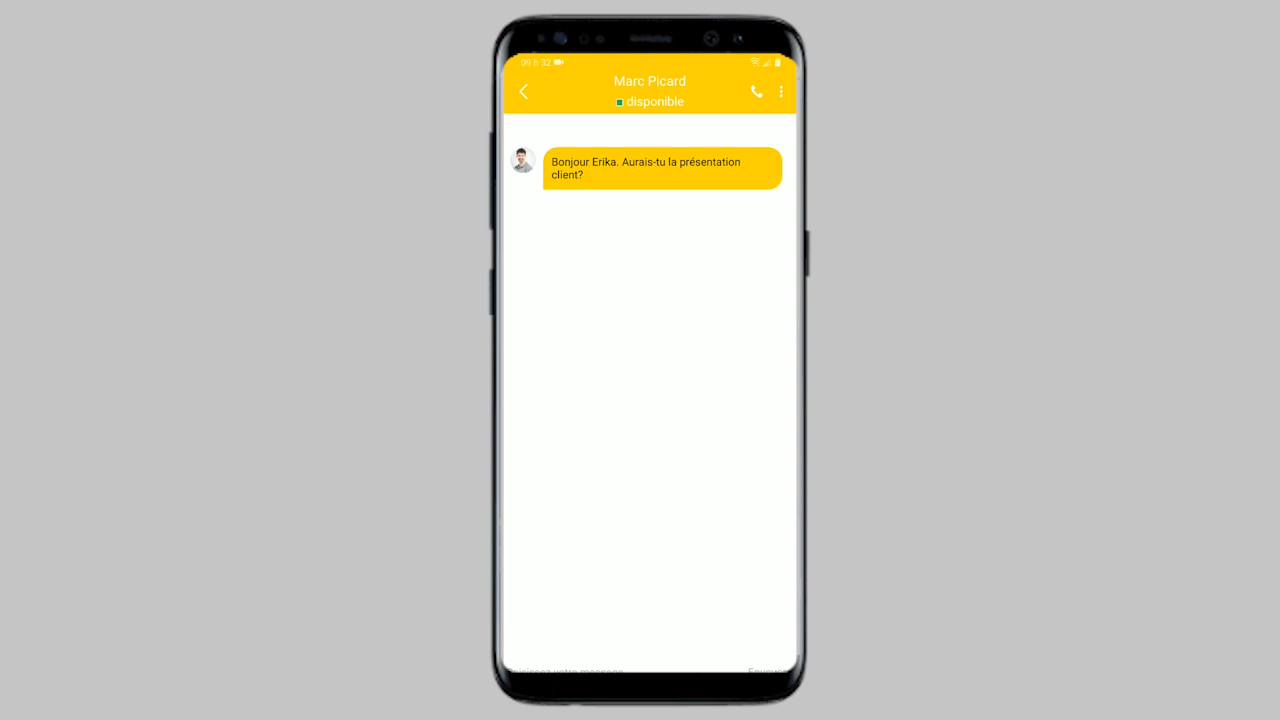 09 h 32
Marc Picard
disponible
Bonjour Erika. Aurais-tu la présentation
client?